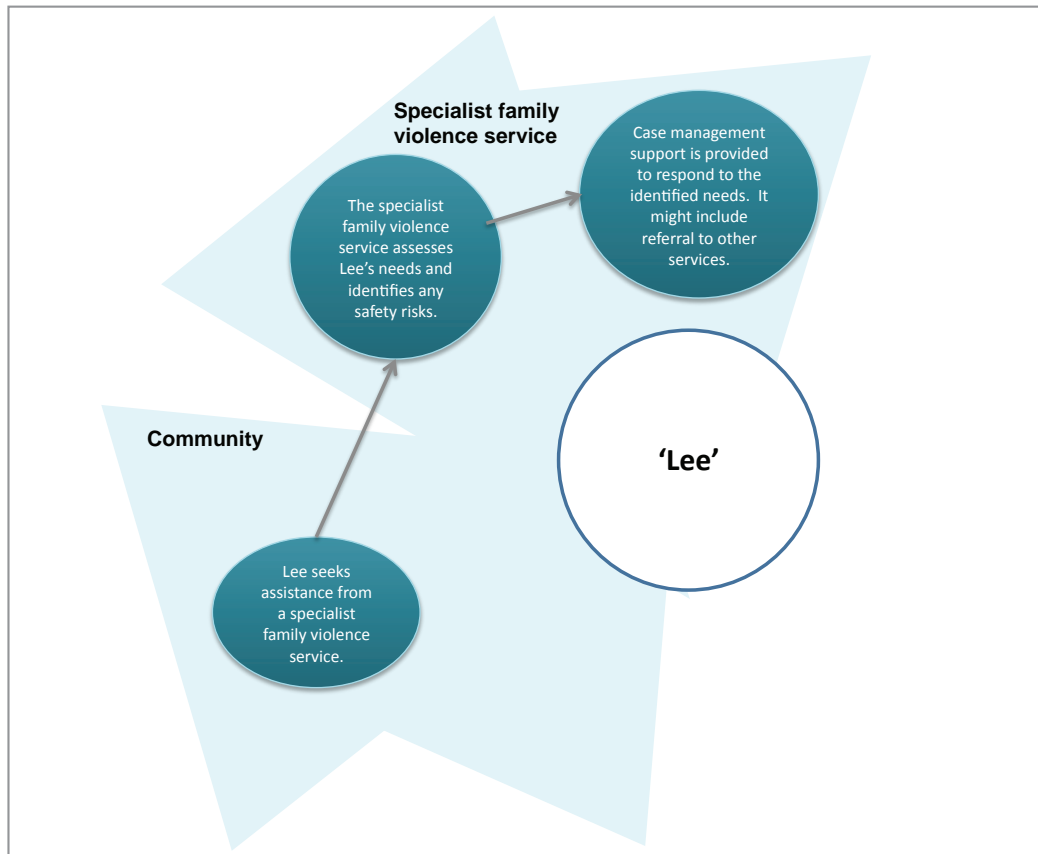 Specialist family
violence service
Case management
support is provided
to respond to the
identified needs.  It
might include
referral to other
services.
The specialist
family violence
service assesses
Lee’s needs and
identifies any
safety risks.
Community
‘Lee’
Lee seeks
assistance from
a specialist
family violence
service.